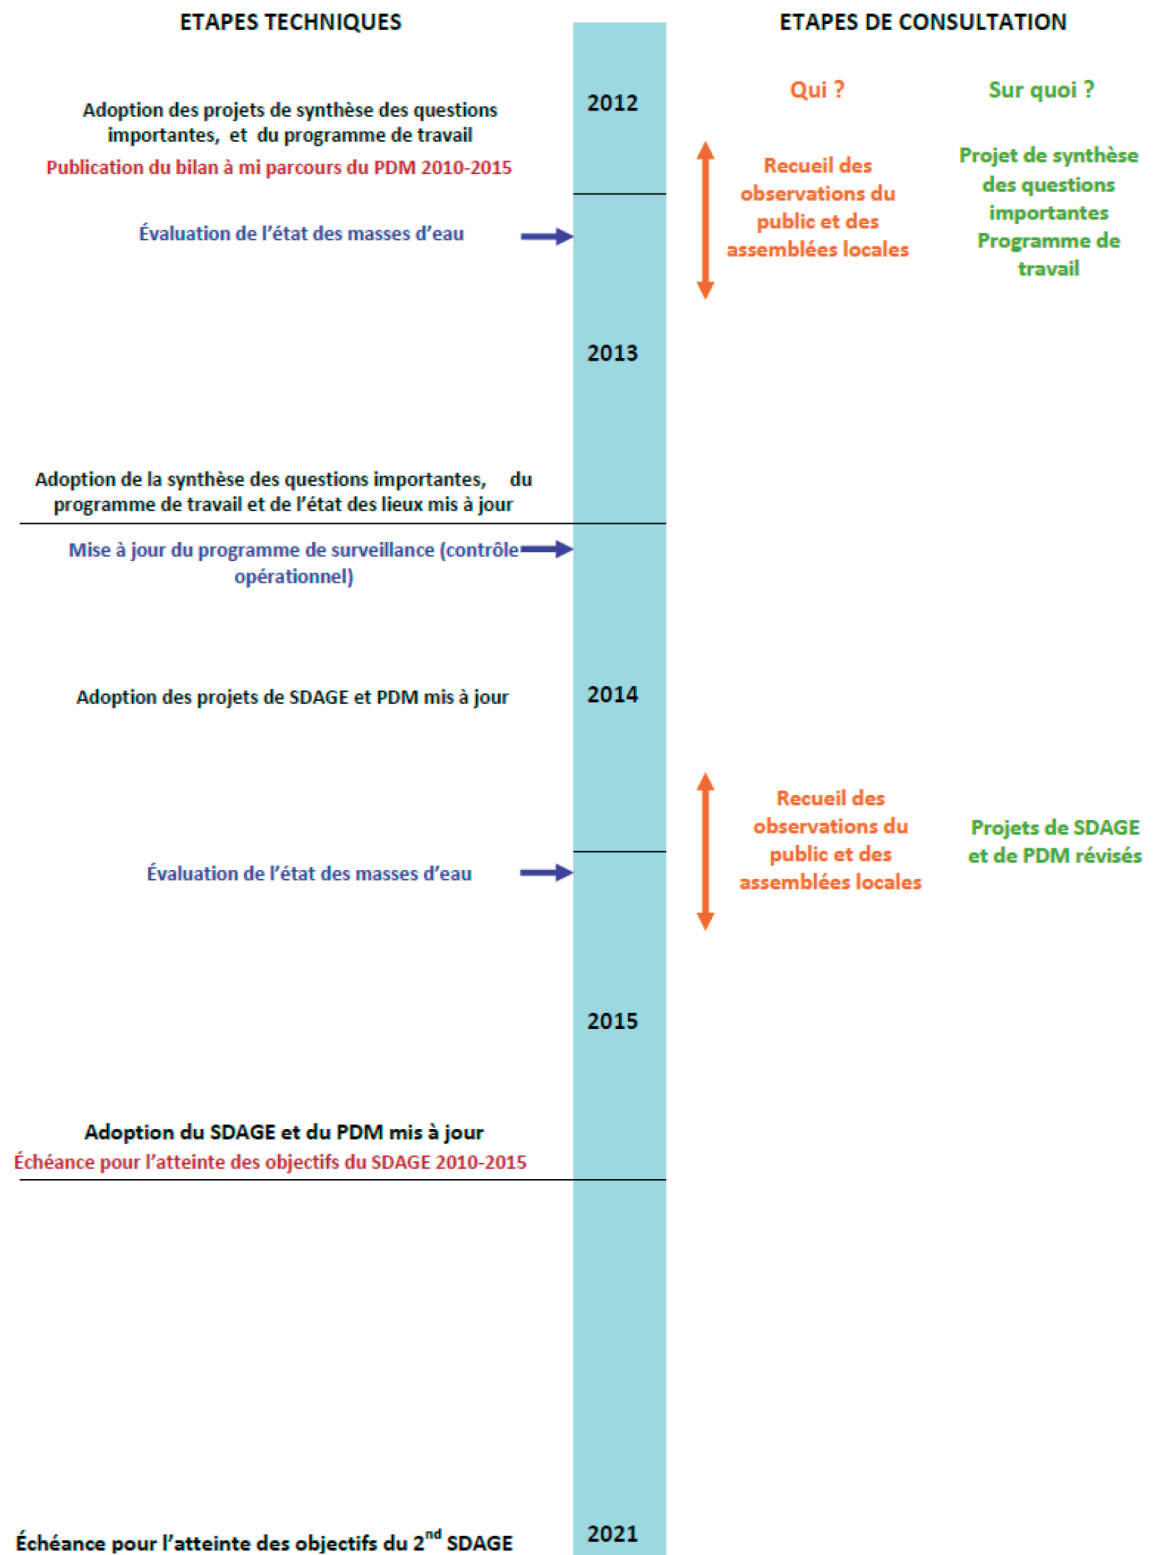 ETAPES TECHNIQUES
ETAPES DE CONSULTATION
2012
Qui ?
Sur quoi ?
Adoption des projets de synthèse des questions
importantes, et du programme de travail
Publication du bilan à mi parcours du PDM 2010-2015
Recueil des
observations du
public et des
assemblées locales
Projet de synthèse
des questions
importantes
Programme de
travail
Évaluation de l'état des masses d'eau
2013
Adoption de la synthèse des questions importantes, du
programme de travail et de l'état des lieux mis à jour
Mise à jour du programme de surveillance (contrôle
opérationnel)
Adoption des projets de SDAGE et PDM mis à jour
2014
Recueil des
observations du
public et des
assemblées locales
Projets de SDAGE
et de PDM révisés
Évaluation de l'état des masses d'eau
2015
Adoption du SDAGE et du PDM mis à jour
Échéance pour l'atteinte des objectifs du SDAGE 2010-2015
2021
Échéance pour l'atteinte des objectifs du 2nd SDAGE